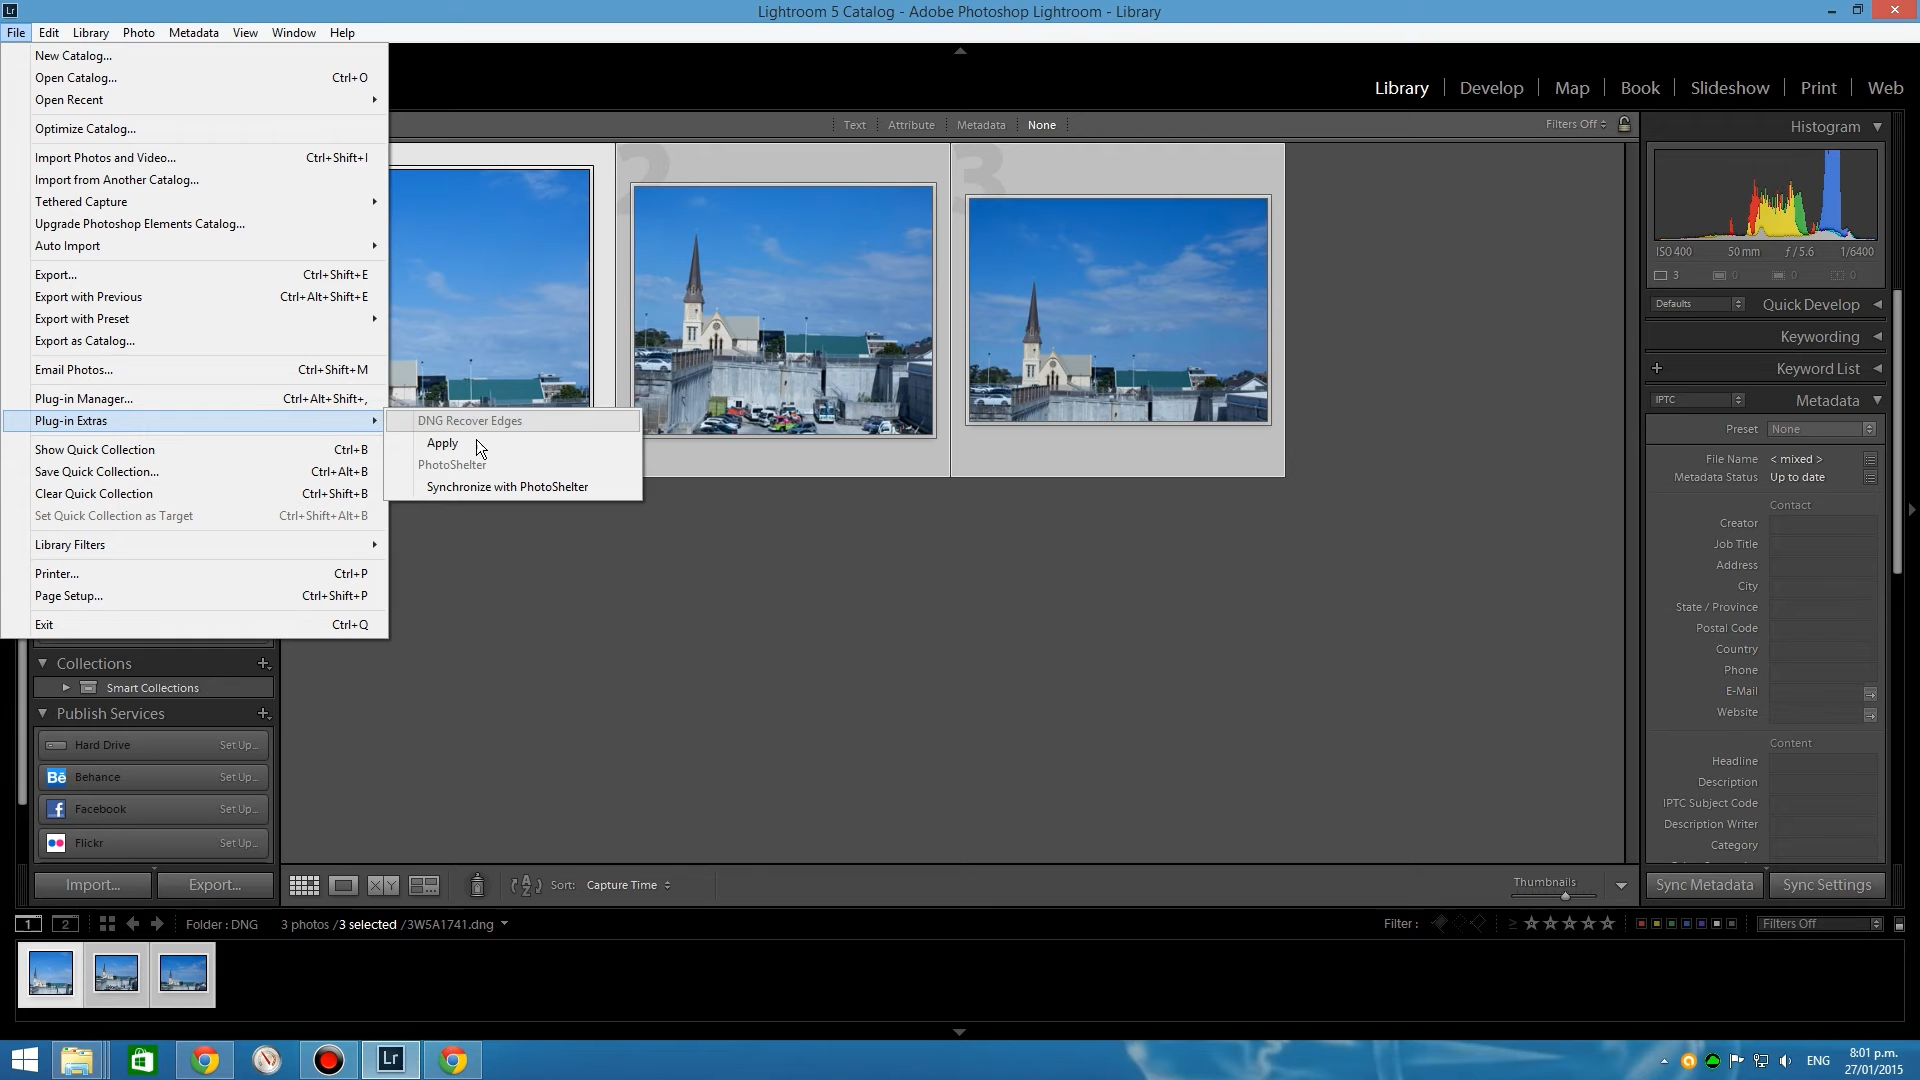 Lr
Lightroom 5 Catalog - Adobe Photoshop Lightroom - Library
File Edit Library Photo Metadata View Window Help
New Catalog...
Open Catalog... Ctrl+O
Open Recent
Optimize Catalog...
Import Photos and Video... Ctrl+Shift+I
Import from Another Catalog...
Tethered Capture
Upgrade Photoshop Elements Catalog...
Auto Import
Export... Ctrl+Shift+E
Export with Previous Ctrl+Alt+Shift+E
Export with Preset
Export as Catalog...
Email Photos... Ctrl+Shift+M
Plug-in Manager... Ctrl+Alt+Shift+,
Plug-in Extras
Show Quick Collection Ctrl+B
Save Quick Collection... Ctrl+Alt+B
Clear Quick Collection Ctrl+Shift+B
Set Quick Collection as Target Ctrl+Shift+Alt+B
Library Filters
Printer... Ctrl+P
Page Setup... Ctrl+Shift+P
Exit Ctrl+Q
DNG Recover Edges
Apply
PhotoShelter
Synchronize with PhotoShelter
Library Develop Map Book Slideshow Print Web
Text Attribute Metadata None
Filters Off
2
3
Histogram
ISO 400 50 mm f / 5.6 1/6400
3 0 0 0
Defaults Quick Develop
Keywording
+ Keyword List
IPTC Metadata
Preset None
File Name < mixed >
Metadata Status Up to date
Contact
Creator
Job Title
Address
City
State / Province
Postal Code
Country
Phone
E-Mail
Website
Content
Headline
Description
IPTC Subject Code
Description Writer
Category
Sync Metadata Sync Settings
Collections
Smart Collections
Publish Services
Hard Drive Set Up...
Bē Behance Set Up...
f Facebook Set Up...
Flickr Set Up...
Import... Export...
XY
AZ Sort: Capture Time
Thumbnails
1 2 Folder : DNG 3 photos / 3 selected / 3W5A1741.dng
Filter : ≥ Filters Off
Lr
ENG
8:01 p.m.
27/01/2015